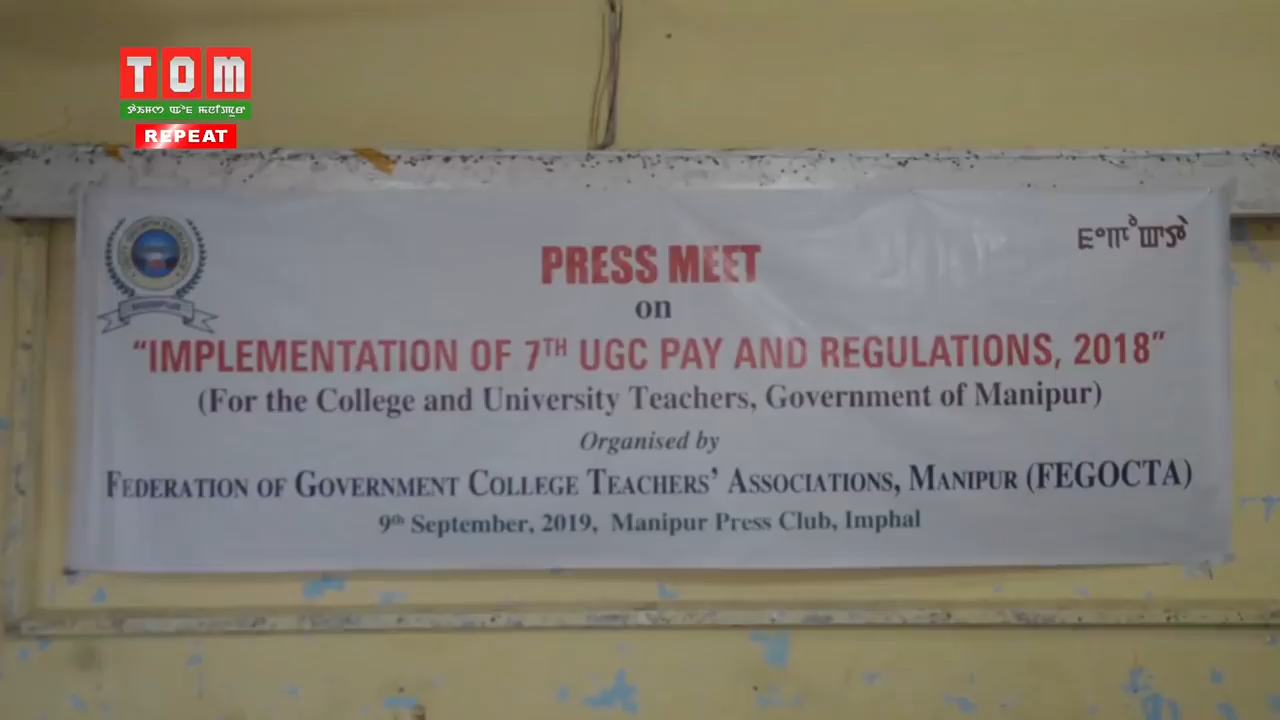 TOM
REPEAT
PRESS MEET
on
“IMPLEMENTATION OF 7TH UGC PAY AND REGULATIONS, 2018”
(For the College and University Teachers, Government of Manipur)
Organised by
FEDERATION OF GOVERNMENT COLLEGE TEACHERS’ ASSOCIATIONS, MANIPUR (FEGOCTA)
9th September, 2019, Manipur Press Club, Imphal